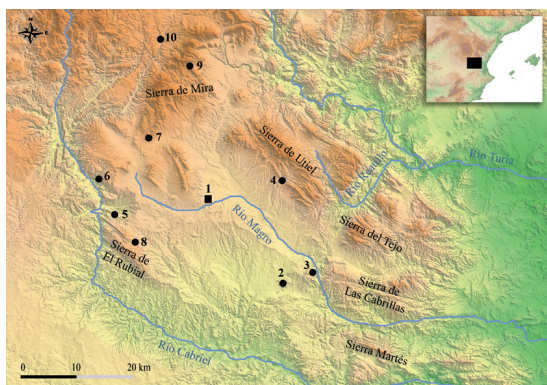 10
9
Sierra de Mira
7
Sierra de Utiel
Río Reatillo
Río Turia
6
4
1
5
Río Magro
Sierra del Tejo
8
Sierra de
El Rubial
3
2
Sierra de
Las Cabrillas
Río Cabriel
Sierra Martés
0 10 20 km